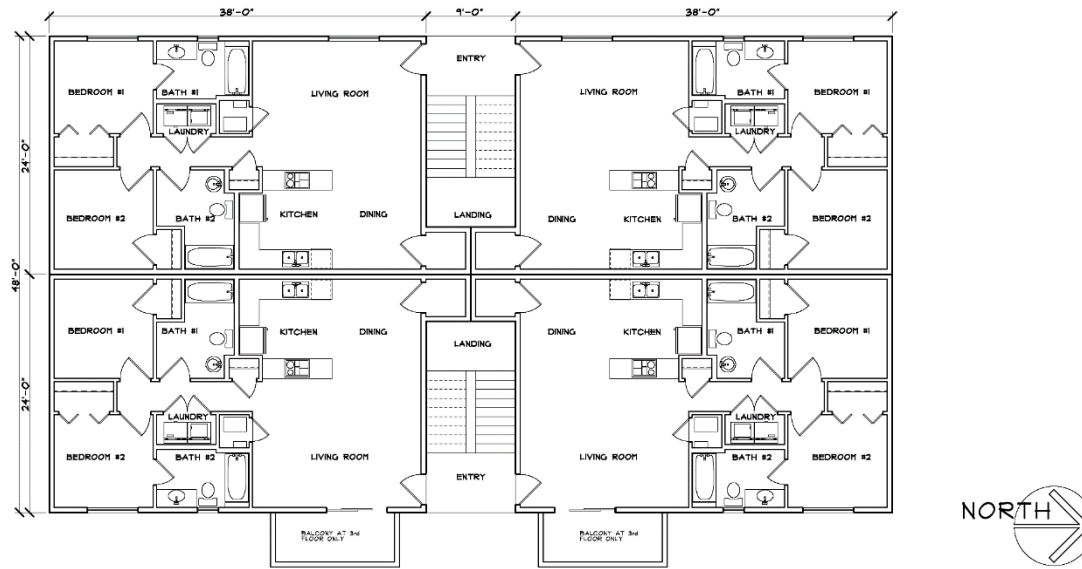 38'-0"
9'-0"
38'-0"
48'-0"
24'-0"
24'-0"
BEDROOM #1
BATH #1
LAUNDRY
LIVING ROOM
ENTRY
LIVING ROOM
BATH #1
LAUNDRY
BEDROOM #1
BEDROOM #2
BATH #2
KITCHEN
DINING
LANDING
DINING
KITCHEN
BATH #2
BEDROOM #2
BEDROOM #1
BATH #1
KITCHEN
DINING
LANDING
DINING
KITCHEN
BATH #1
BEDROOM #1
LAUNDRY
BEDROOM #2
BATH #2
LIVING ROOM
ENTRY
LIVING ROOM
LAUNDRY
BATH #2
BEDROOM #2
BALCONY AT 3rd
FLOOR ONLY
BALCONY AT 3rd
FLOOR ONLY
NORTH